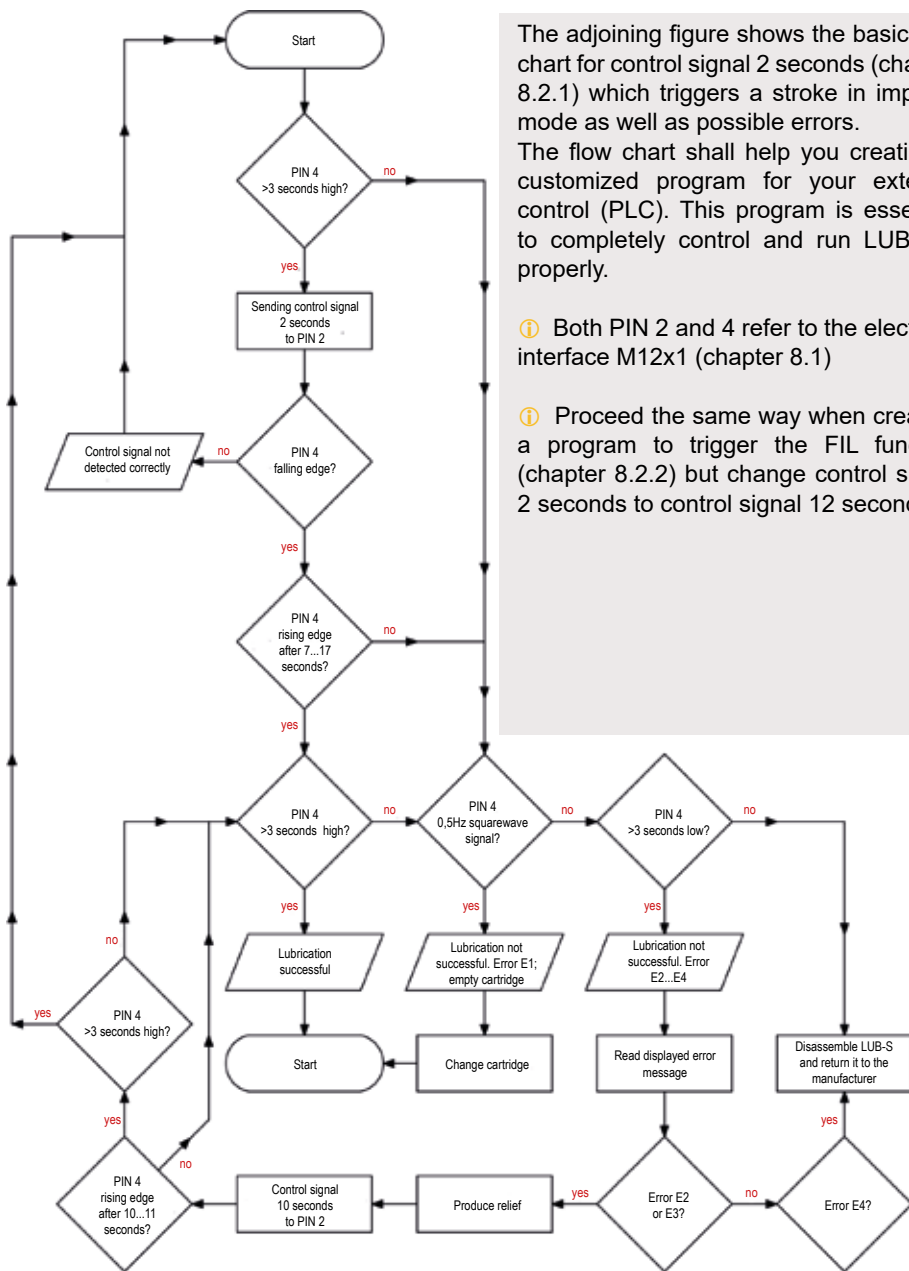 Start
The adjoining figure shows the basic
chart for control signal 2 seconds (cha
8.2.1) which triggers a stroke in imp
mode as well as possible errors.
The flow chart shall help you creati
customized program for your exte
control (PLC). This program is esse
to completely control and run LUB
properly.
Both PIN 2 and 4 refer to the elect
interface M12x1 (chapter 8.1)
Proceed the same way when crea
a program to trigger the FIL fun
(chapter 8.2.2) but change control s
2 seconds to control signal 12 secon
PIN 4
>3 seconds high?
no
yes
Sending control signal
2 seconds
to PIN 2
PIN 4
falling edge?
no
Control signal not
detected correctly
yes
PIN 4
rising edge
after 7...17
seconds?
no
yes
PIN 4
>3 seconds high?
no
PIN 4
0,5Hz squarewave
signal?
no
PIN 4
>3 seconds low?
no
yes
yes
yes
Lubrication
successful
Lubrication not
successful. Error E1;
empty cartridge
Lubrication not
successful. Error
E2...E4
no
yes
PIN 4
>3 seconds high?
Start
Change cartridge
Read displayed error
message
Disassemble LUB-S
and return it to the
manufacturer
yes
no
yes
PIN 4
rising edge
after 10...11
seconds?
Control signal
10 seconds
to PIN 2
Produce relief
yes
Error E2
or E3?
no
Error E4?